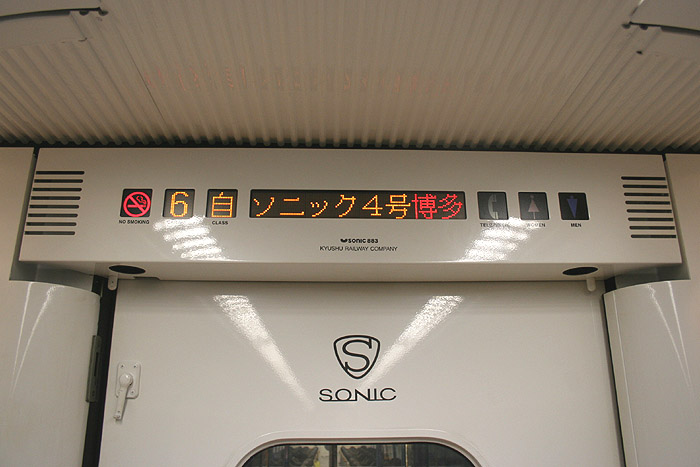 6 自 ソニック4号博多
NO SMOKING CLASS WOMEN MEN
SONIC 883
KYUSHU RAILWAY COMPANY
S
SONIC